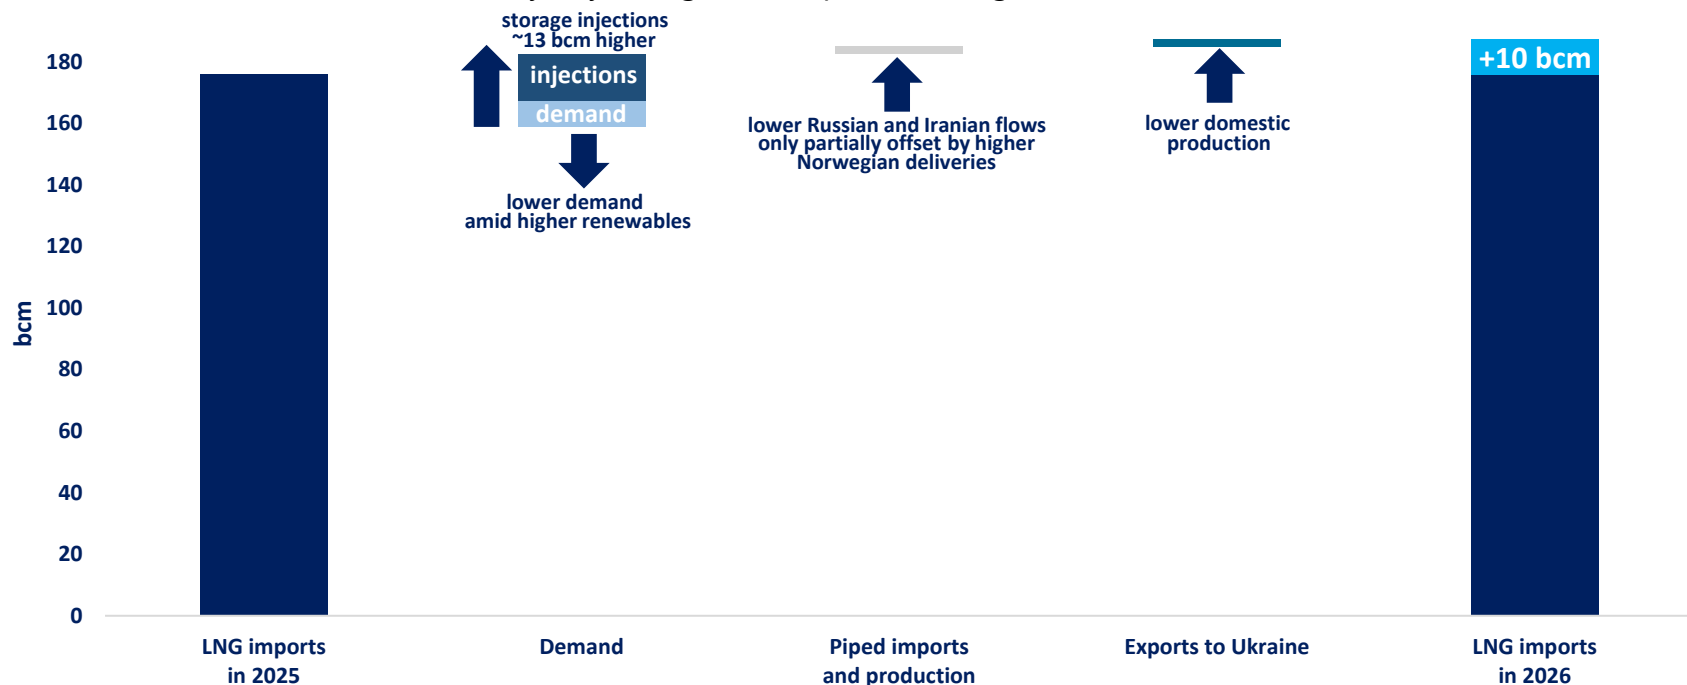 storage injections
~13 bcm higher
injections
demand
lower demand
amid higher renewables
lower Russian and Iranian flows
only partially offset by higher
Norwegian deliveries
lower domestic
production
+10 bcm
bcm
180
160
140
120
100
80
60
40
20
0
LNG imports
in 2025
Demand
Piped imports
and production
Exports to Ukraine
LNG imports
in 2026